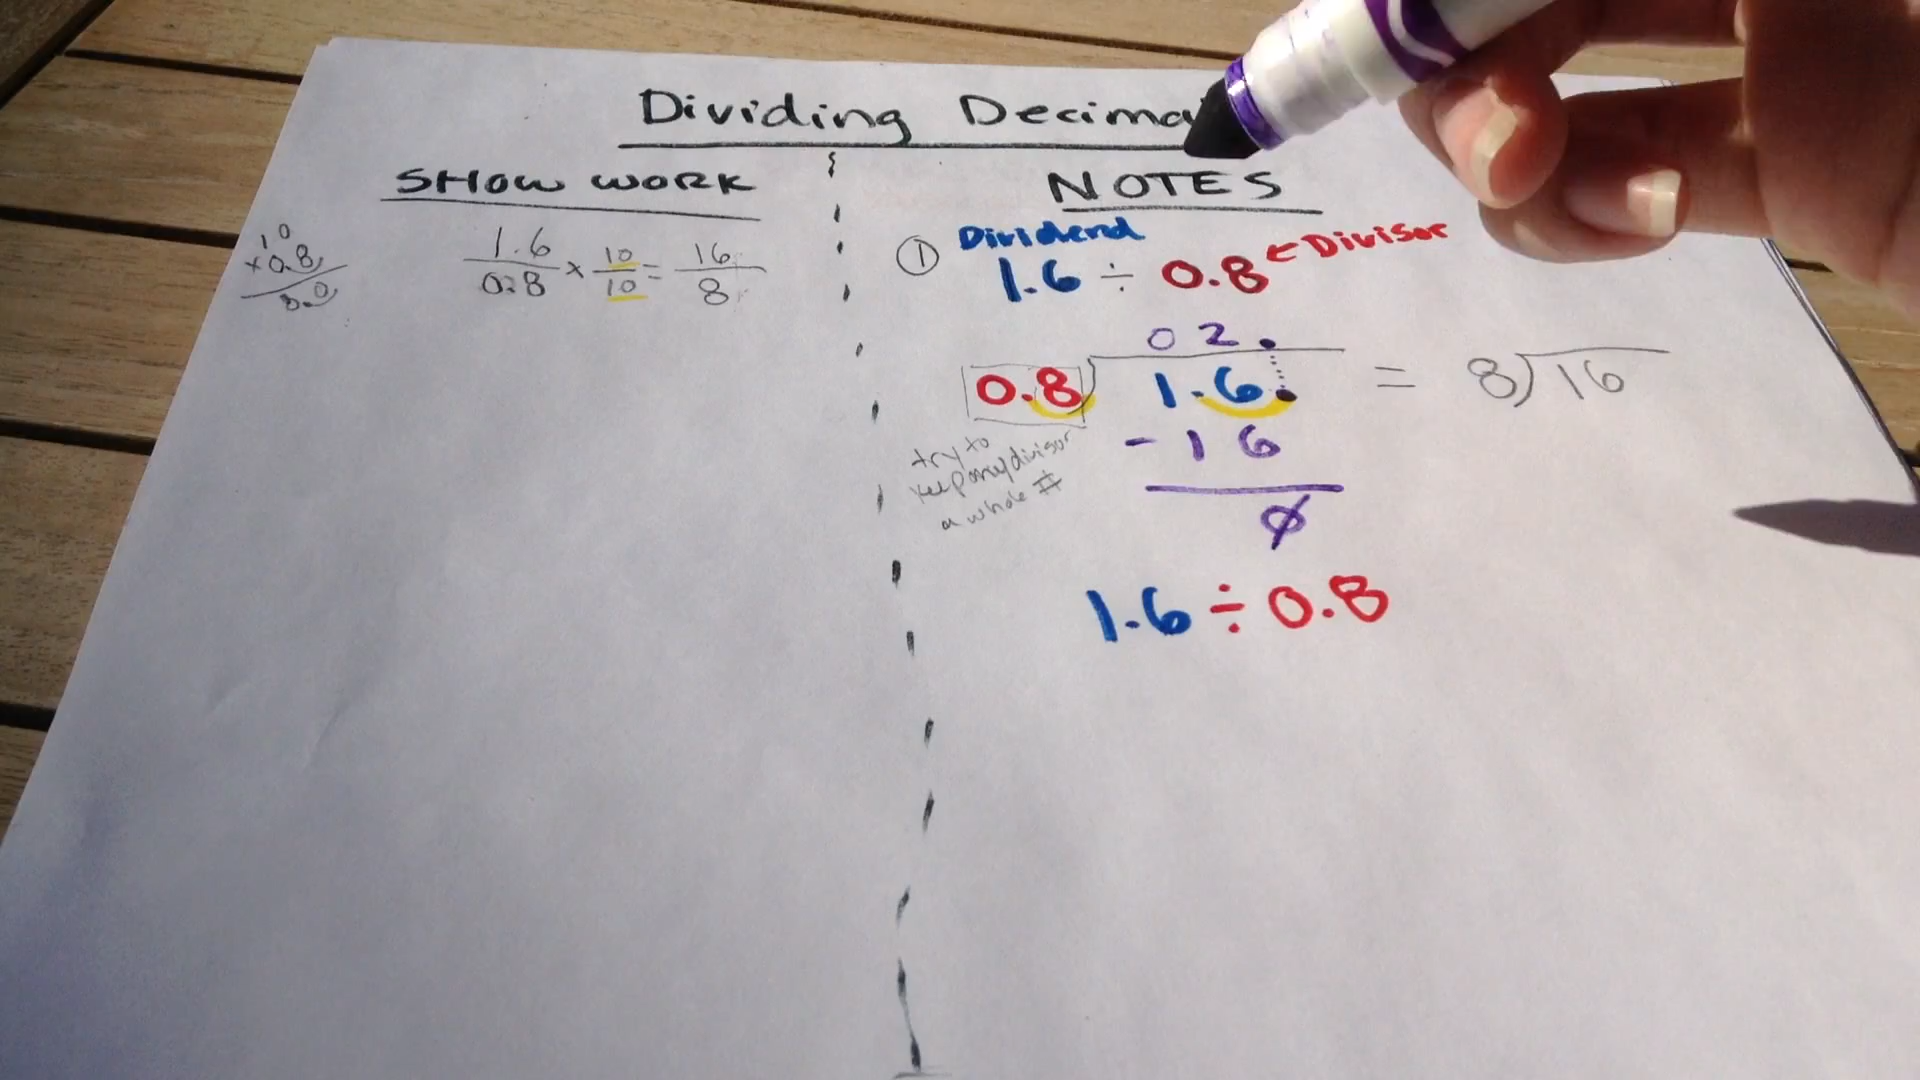 Dividing Decima
SHOW WORK
10
×0.8
8.0
1.6/0.8 × 10/10 = 16/8
NOTES
① Dividend
1.6 ÷ 0.8 ← Divisor
02.
0.8)1.6. = 8)16
- 16
0
try to
keep my divisor
a whole #
1.6 ÷ 0.8